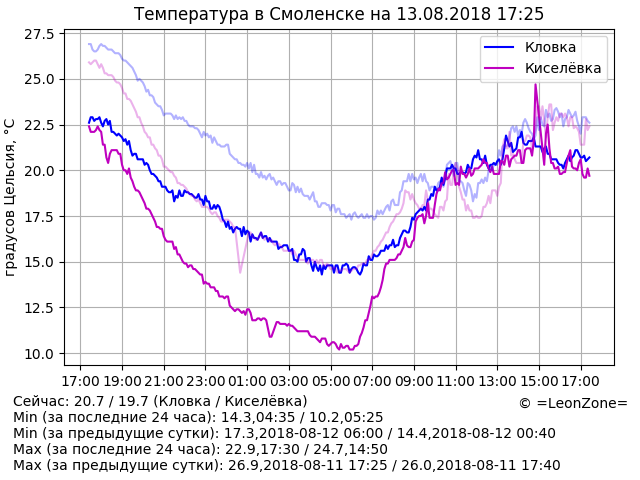 Температура в Смоленске на 13.08.2018 17:25
27.5
25.0
22.5
20.0
17.5
15.0
12.5
10.0
градусов Цельсия, °C
Кловка
Киселёвка
17:00 19:00 21:00 23:00 01:00 03:00 05:00 07:00 09:00 11:00 13:00 15:00 17:00
Сейчас: 20.7 / 19.7 (Кловка / Киселёвка)
© =LeonZone=
Min (за последние 24 часа): 14.3,04:35 / 10.2,05:25
Min (за предыдущие сутки): 17.3,2018-08-12 06:00 / 14.4,2018-08-12 00:40
Max (за последние 24 часа): 22.9,17:30 / 24.7,14:50
Max (за предыдущие сутки): 26.9,2018-08-11 17:25 / 26.0,2018-08-11 17:40